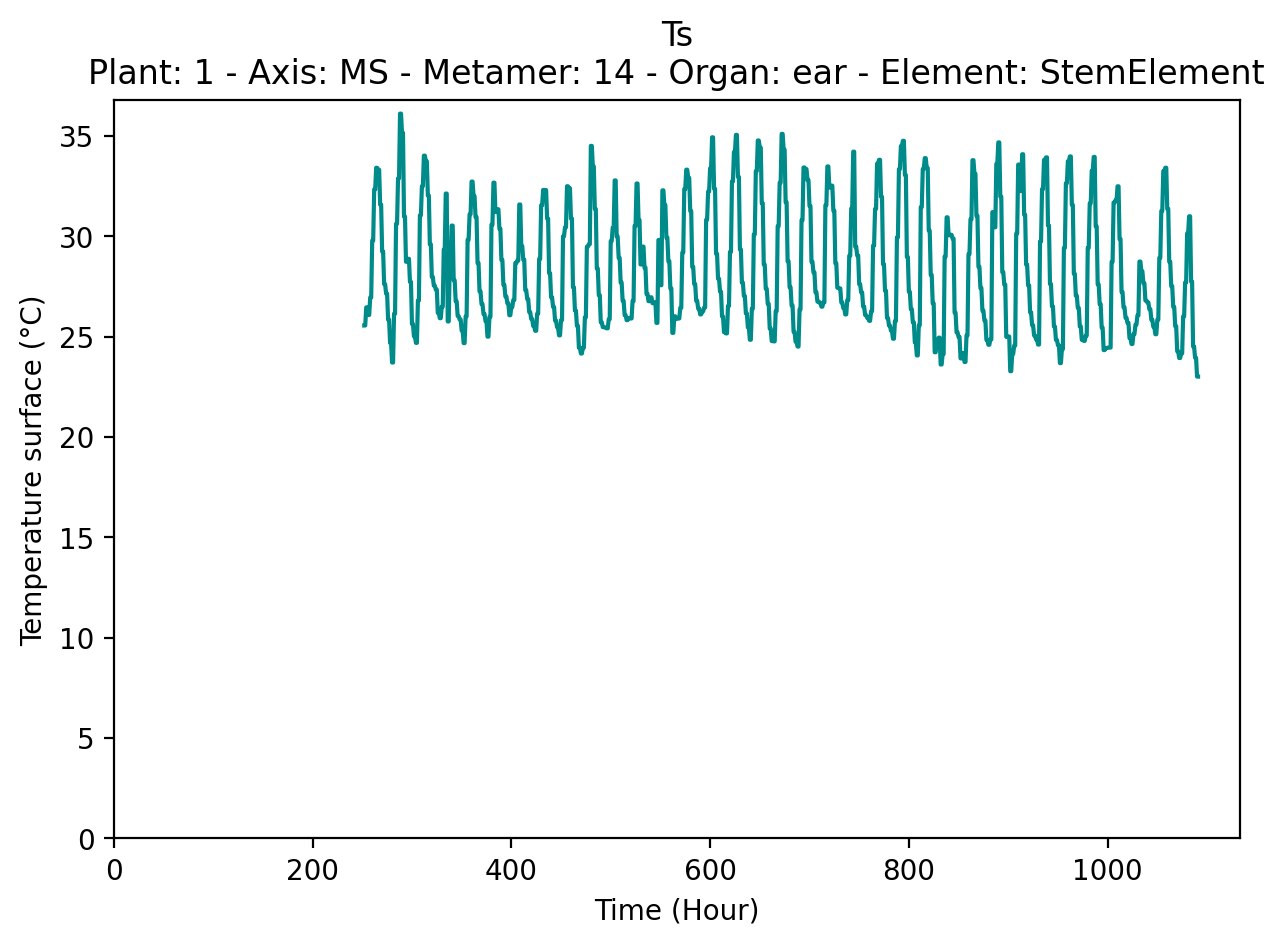 Ts
Plant: 1 - Axis: MS - Metamer: 14 - Organ: ear - Element: StemElement
Temperature surface (°C)
35
30
25
20
15
10
5
0
0 200 400 600 800 1000
Time (Hour)